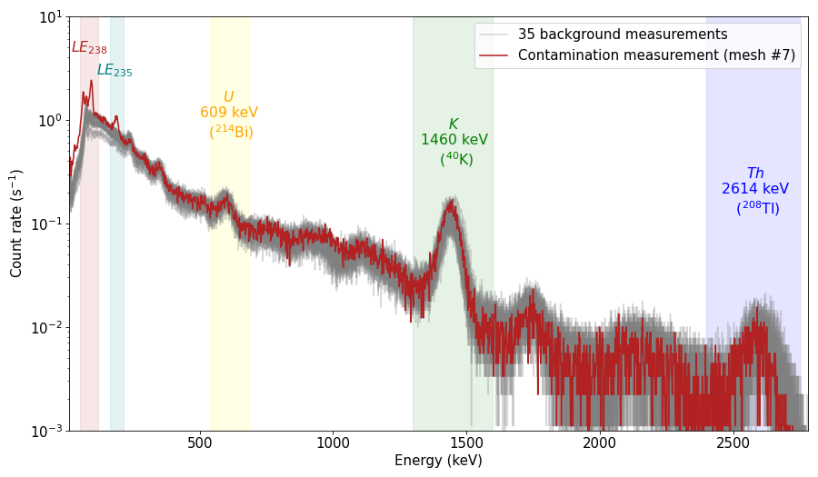 10¹
10⁰
10⁻¹
10⁻²
10⁻³
Count rate (s⁻¹)
LE₂₃₈
LE₂₃₅
U
609 keV
(²¹⁴Bi)
K
1460 keV
(⁴⁰K)
Th
2614 keV
(²⁰⁸Tl)
35 background measurements
Contamination measurement (mesh #7)
500 1000 1500 2000 2500
Energy (keV)